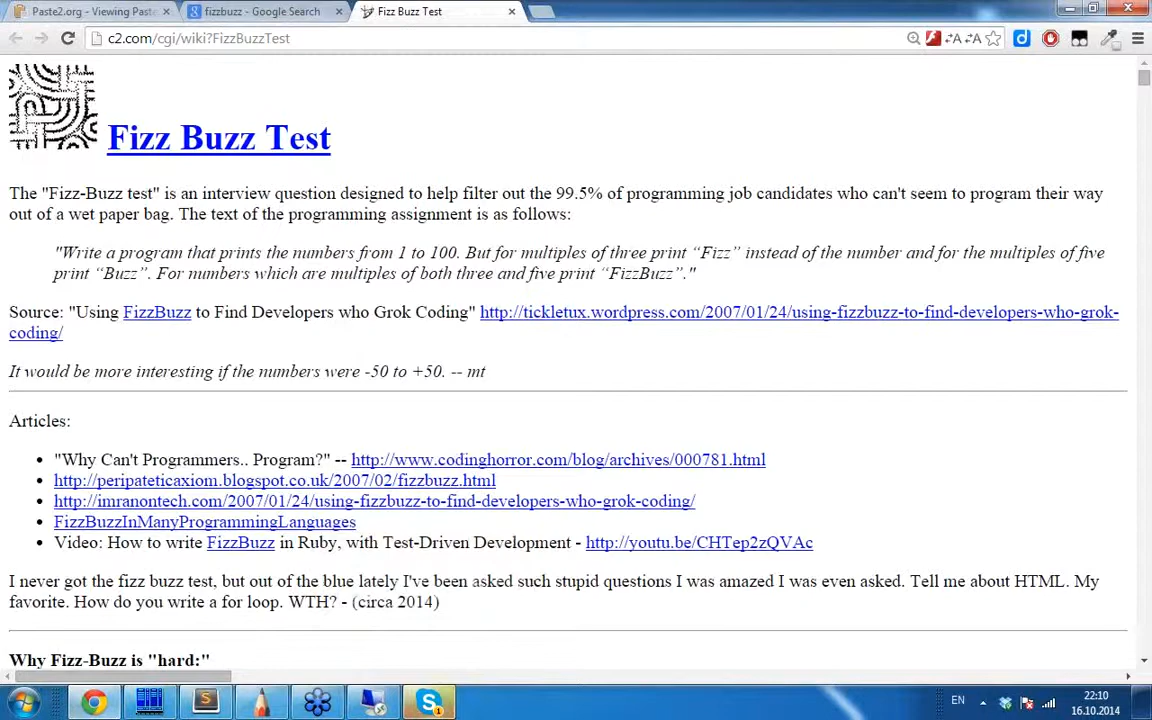 Paste2.org - Viewing Paste
fizzbuzz - Google Search
Fizz Buzz Test
c2.com/cgi/wiki?FizzBuzzTest
Fizz Buzz Test
The "Fizz-Buzz test" is an interview question designed to help filter out the 99.5% of programming job candidates who can't seem to program their way
out of a wet paper bag. The text of the programming assignment is as follows:
"Write a program that prints the numbers from 1 to 100. But for multiples of three print “Fizz” instead of the number and for the multiples of five
print “Buzz”. For numbers which are multiples of both three and five print “FizzBuzz”."
Source: "Using FizzBuzz to Find Developers who Grok Coding" http://tickletux.wordpress.com/2007/01/24/using-fizzbuzz-to-find-developers-who-grok-
coding/
It would be more interesting if the numbers were -50 to +50. -- mt
Articles:
• "Why Can't Programmers.. Program?" -- http://www.codinghorror.com/blog/archives/000781.html
• http://peripateticaxiom.blogspot.co.uk/2007/02/fizzbuzz.html
• http://imranontech.com/2007/01/24/using-fizzbuzz-to-find-developers-who-grok-coding/
• FizzBuzzInManyProgrammingLanguages
• Video: How to write FizzBuzz in Ruby, with Test-Driven Development - http://youtu.be/CHTep2zQVAc
I never got the fizz buzz test, but out of the blue lately I've been asked such stupid questions I was amazed I was even asked. Tell me about HTML. My
favorite. How do you write a for loop. WTH? - (circa 2014)
Why Fizz-Buzz is "hard:"
EN
22:10
16.10.2014